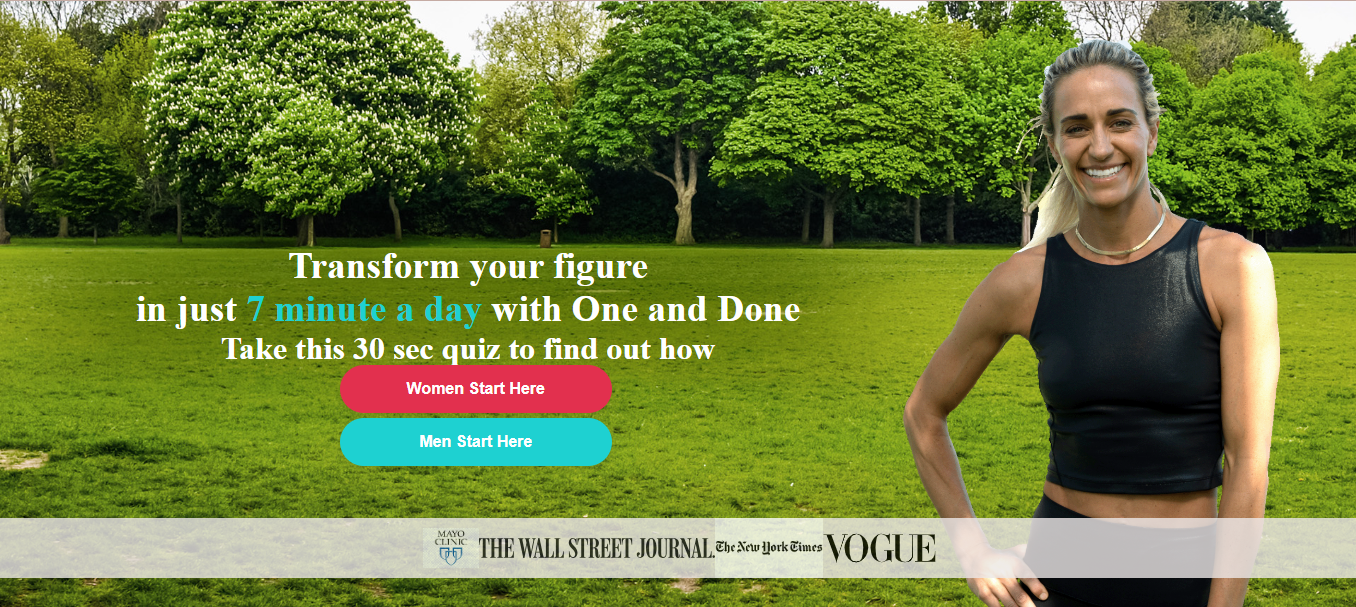 Transform your figure
in just 7 minute a day with One and Done
Take this 30 sec quiz to find out how
Women Start Here
Men Start Here
MAYO
CLINIC
THE WALL STREET JOURNAL.
The New York Times
VOGUE